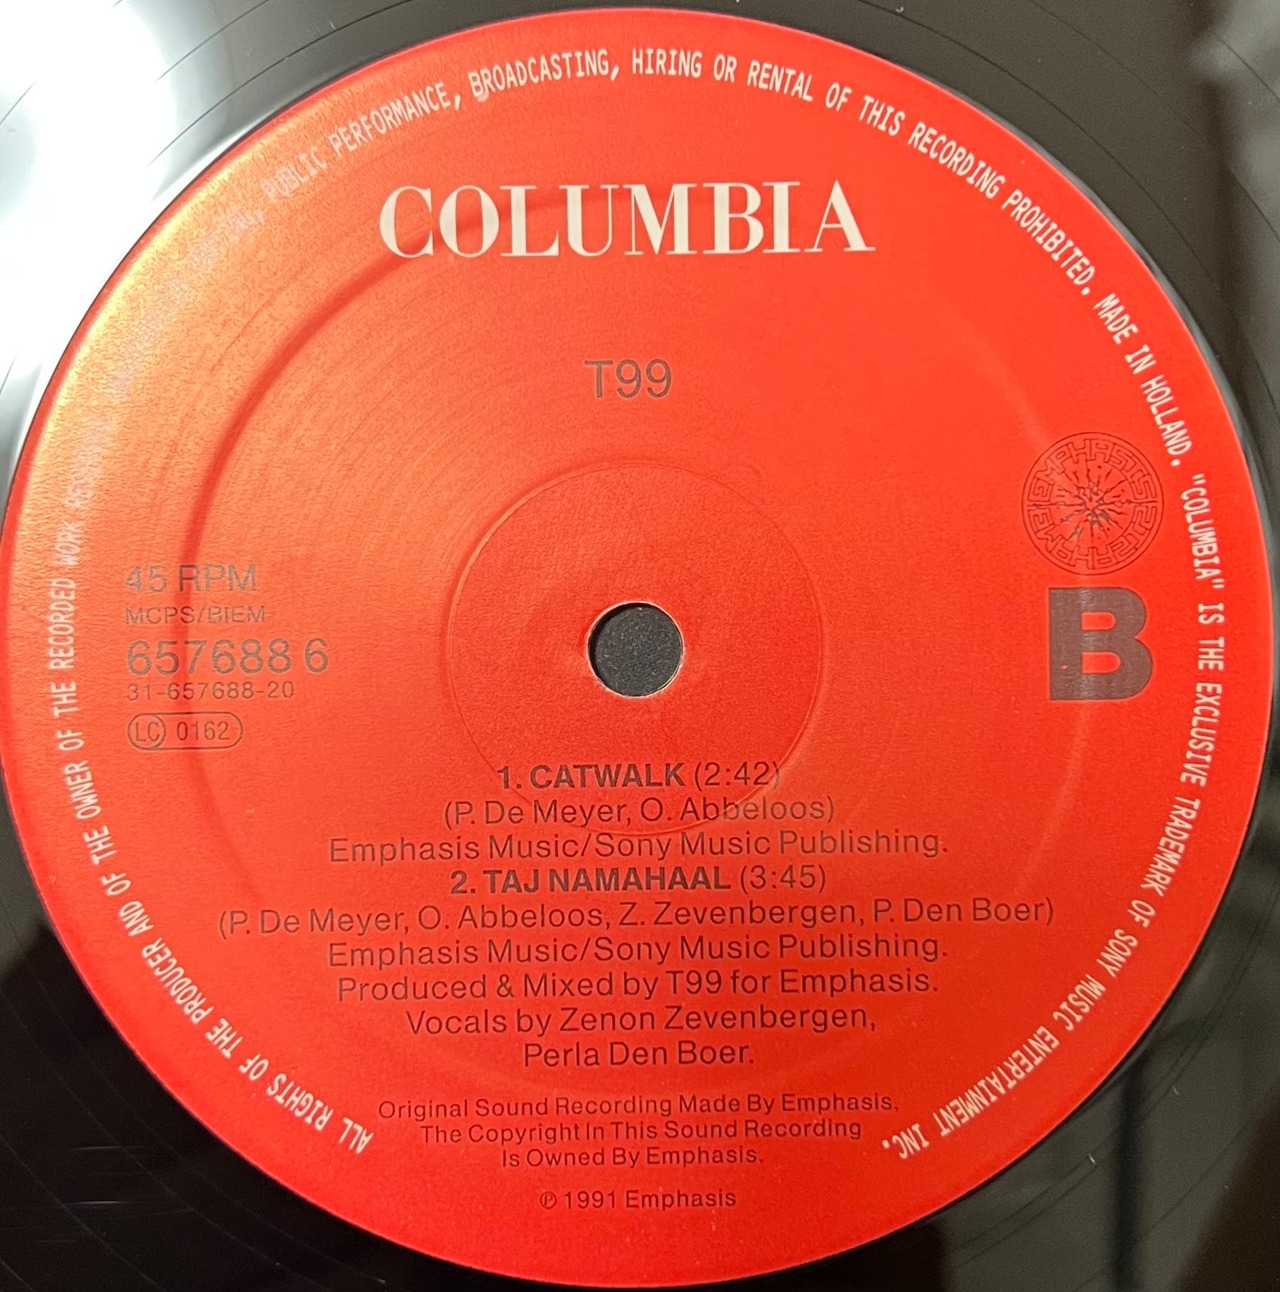 COLUMBIA
T99
EMPHASIS
B
45 RPM
MCPS/BIEM
657688 6
31-657688-20
LC 0162
1. CATWALK (2:42)
(P. De Meyer, O. Abbeloos)
Emphasis Music/Sony Music Publishing.
2. TAJ NAMAHAAL (3:45)
(P. De Meyer, O. Abbeloos, Z. Zevenbergen, P. Den Boer)
Emphasis Music/Sony Music Publishing.
Produced & Mixed by T99 for Emphasis.
Vocals by Zenon Zevenbergen,
Perla Den Boer.
Original Sound Recording Made By Emphasis.
The Copyright In This Sound Recording
Is Owned By Emphasis.
℗ 1991 Emphasis
ALL RIGHTS OF THE PRODUCER AND OF THE OWNER OF THE RECORDED WORK PUBLIC PERFORMANCE, BROADCASTING, HIRING OR RENTAL OF THIS RECORDING PROHIBITED. MADE IN HOLLAND. "COLUMBIA" IS THE EXCLUSIVE TRADEMARK OF SONY MUSIC ENTERTAINMENT INC.